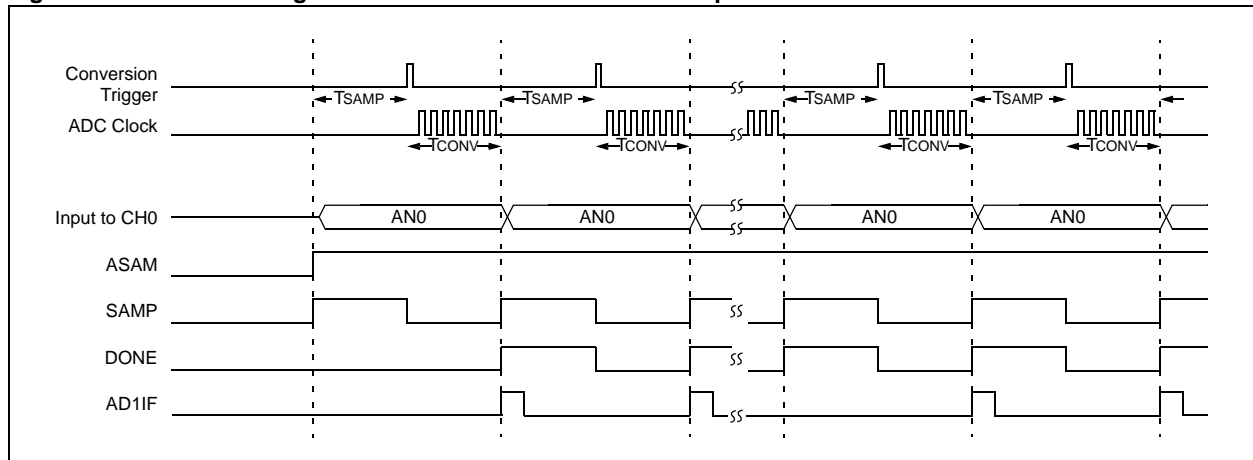 Conversion
Trigger
TSAMP TSAMP TSAMP TSAMP
ADC Clock
TCONV TCONV TCONV TCONV
Input to CH0 AN0 AN0 AN0 AN0
ASAM
SAMP
DONE
AD1IF